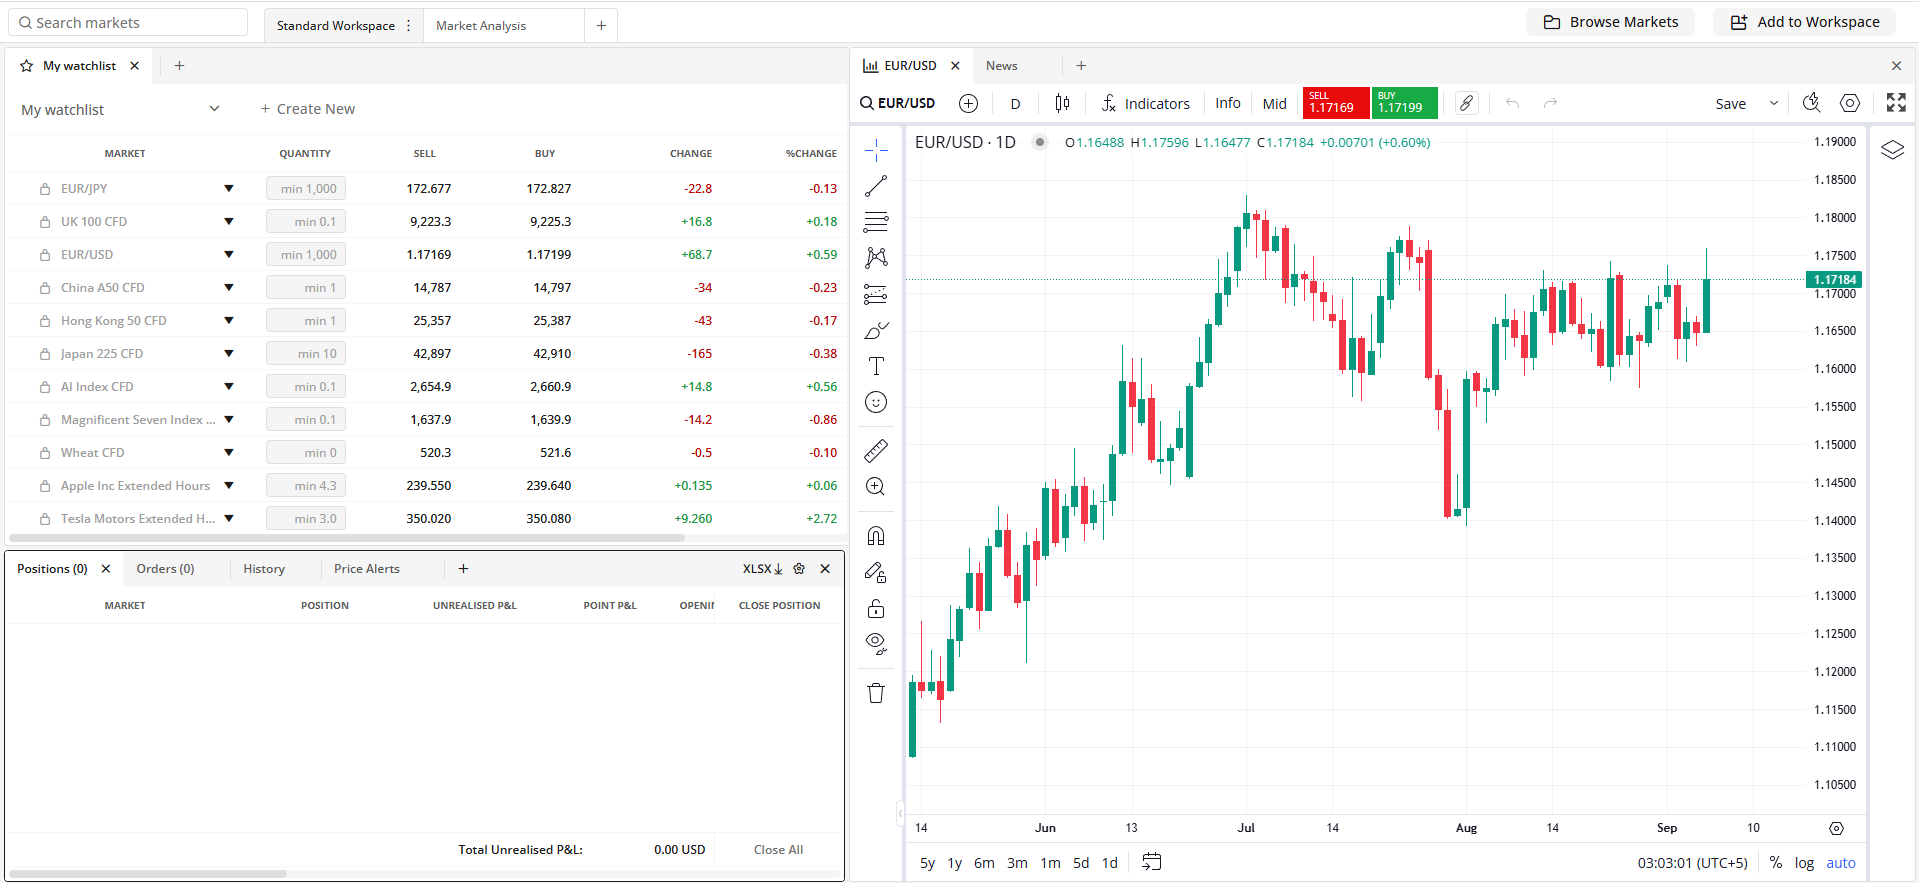 Search markets
Standard Workspace
Market Analysis
+
Browse Markets
Add to Workspace
My watchlist
+
My watchlist
+ Create New
MARKET QUANTITY SELL BUY CHANGE %CHANGE
EUR/JPY min 1,000 172.677 172.827 -22.8 -0.13
UK 100 CFD min 0.1 9,223.3 9,225.3 +16.8 +0.18
EUR/USD min 1,000 1.17169 1.17199 +68.7 +0.59
China A50 CFD min 1 14,787 14,797 -34 -0.23
Hong Kong 50 CFD min 1 25,357 25,387 -43 -0.17
Japan 225 CFD min 10 42,897 42,910 -165 -0.38
AI Index CFD min 0.1 2,654.9 2,660.9 +14.8 +0.56
Magnificent Seven Index ... min 0.1 1,637.9 1,639.9 -14.2 -0.86
Wheat CFD min 0 520.3 521.6 -0.5 -0.10
Apple Inc Extended Hours min 4.3 239.550 239.640 +0.135 +0.06
Tesla Motors Extended H... min 3.0 350.020 350.080 +9.260 +2.72
Positions (0) Orders (0) History Price Alerts + XLSX
MARKET POSITION UNREALISED P&L POINT P&L OPENIN CLOSE POSITION
Total Unrealised P&L: 0.00 USD Close All
EUR/USD News +
EUR/USD D Indicators Info Mid
SELL
1.17169
BUY
1.17199
Save
EUR/USD · 1D O1.16488 H1.17596 L1.16477 C1.17184 +0.00701 (+0.60%)
1.19000
1.18500
1.18000
1.17500
1.17184
1.17000
1.16500
1.16000
1.15500
1.15000
1.14500
1.14000
1.13500
1.13000
1.12500
1.12000
1.11500
1.11000
1.10500
14 Jun 13 Jul 14 Aug 14 Sep 10
5y 1y 6m 3m 1m 5d 1d
03:03:01 (UTC+5) % log auto